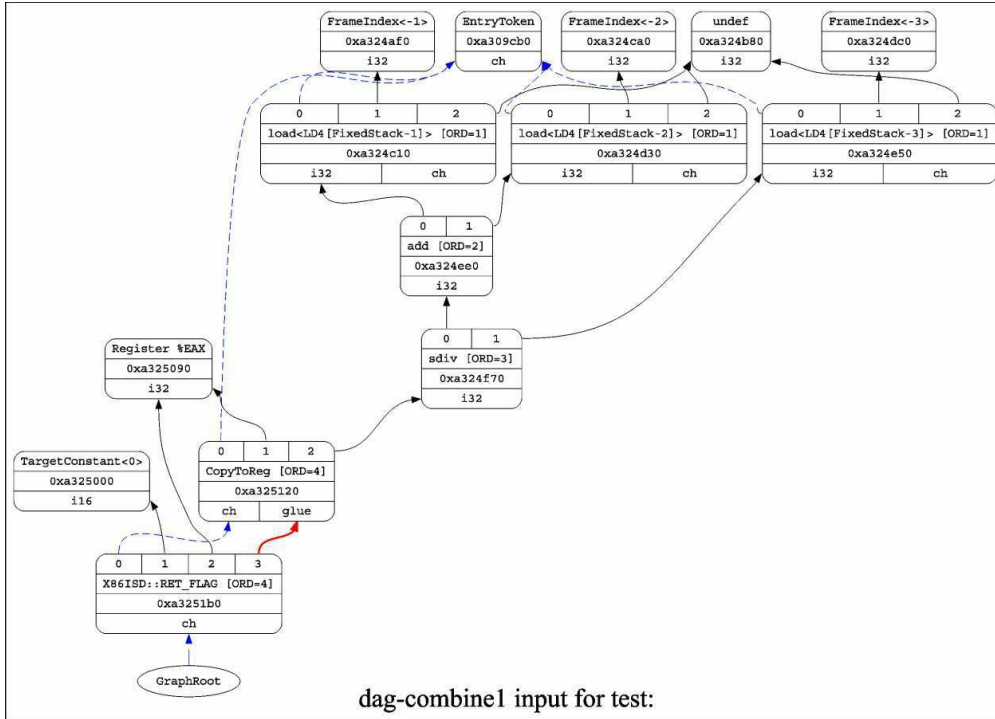 FrameIndex<-1>
0xa324af0
i32
EntryToken
0xa309cb0
ch
FrameIndex<-2>
0xa324ca0
i32
undef
0xa324b80
i32
FrameIndex<-3>
0xa324dc0
i32
0 1 2
load<LD4[FixedStack-1]> [ORD=1]
0xa324c10
i32 ch
0 1 2
load<LD4[FixedStack-2]> [ORD=1]
0xa324d30
i32 ch
0 1 2
load<LD4[FixedStack-3]> [ORD=1]
0xa324e50
i32 ch
0 1
add [ORD=2]
0xa324ee0
i32
0 1
sdiv [ORD=3]
0xa324f70
i32
Register %EAX
0xa325090
i32
0 1 2
CopyToReg [ORD=4]
0xa325120
ch glue
TargetConstant<0>
0xa325000
i16
0 1 2 3
X86ISD::RET_FLAG [ORD=4]
0xa3251b0
ch
GraphRoot
dag-combine1 input for test: